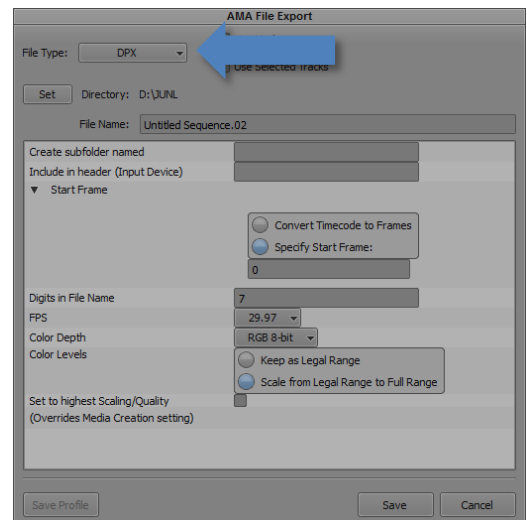 AMA File Export
File Type: DPX
Use Selected Tracks
Set Directory: D:\JUNL
File Name: Untitled Sequence.02
Create subfolder named
Include in header (Input Device)
▼ Start Frame
Convert Timecode to Frames
Specify Start Frame:
0
Digits in File Name 7
FPS 29.97
Color Depth RGB 8-bit
Color Levels Keep as Legal Range
Scale from Legal Range to Full Range
Set to highest Scaling/Quality
(Overrides Media Creation setting)
Save Profile Save Cancel